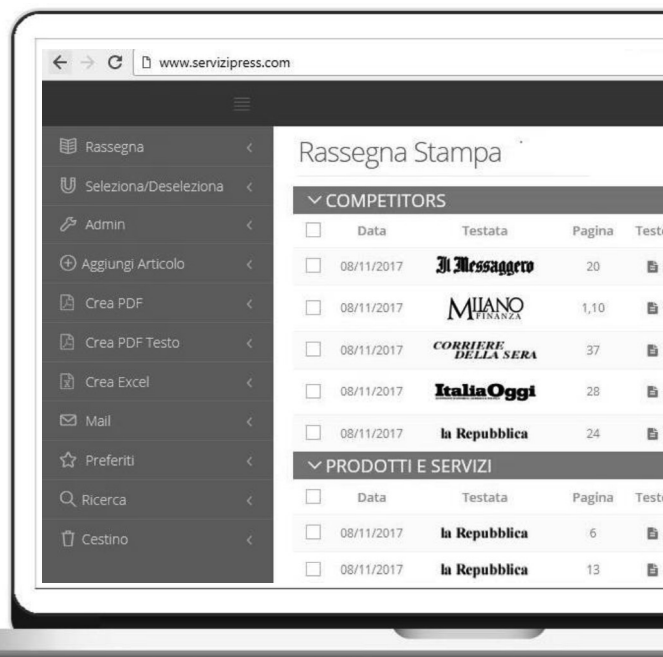 www.servizipress.com
Rassegna
Seleziona/Deseleziona
Admin
Aggiungi Articolo
Crea PDF
Crea PDF Testo
Crea Excel
Mail
Preferiti
Ricerca
Cestino
Rassegna Stampa
COMPETITORS
Data Testata Pagina Test
08/11/2017 Il Messaggero 20
08/11/2017 MILANO FINANZA 1,10
08/11/2017 CORRIERE DELLA SERA 37
08/11/2017 ItaliaOggi 28
08/11/2017 la Repubblica 24
PRODOTTI E SERVIZI
Data Testata Pagina Test
08/11/2017 la Repubblica 6
08/11/2017 la Repubblica 13